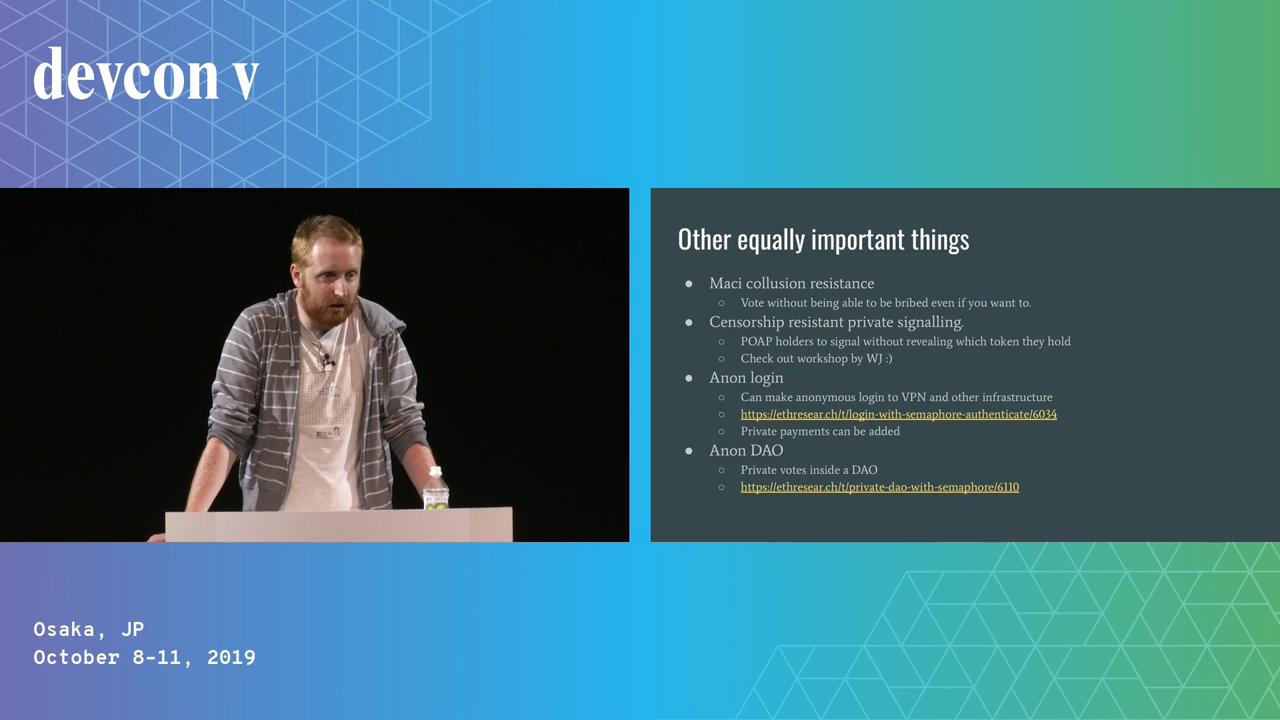 devcon v
Other equally important things
● Maci collusion resistance
○ Vote without being able to be bribed even if you want to.
● Censorship resistant private signalling.
○ POAP holders to signal without revealing which token they hold
○ Check out workshop by WJ :)
● Anon login
○ Can make anonymous login to VPN and other infrastructure
○ https://ethresear.ch/t/login-with-semaphore-authenticate/6034
○ Private payments can be added
● Anon DAO
○ Private votes inside a DAO
○ https://ethresear.ch/t/private-dao-with-semaphore/6110
ZCON
Osaka, JP
October 8-11, 2019